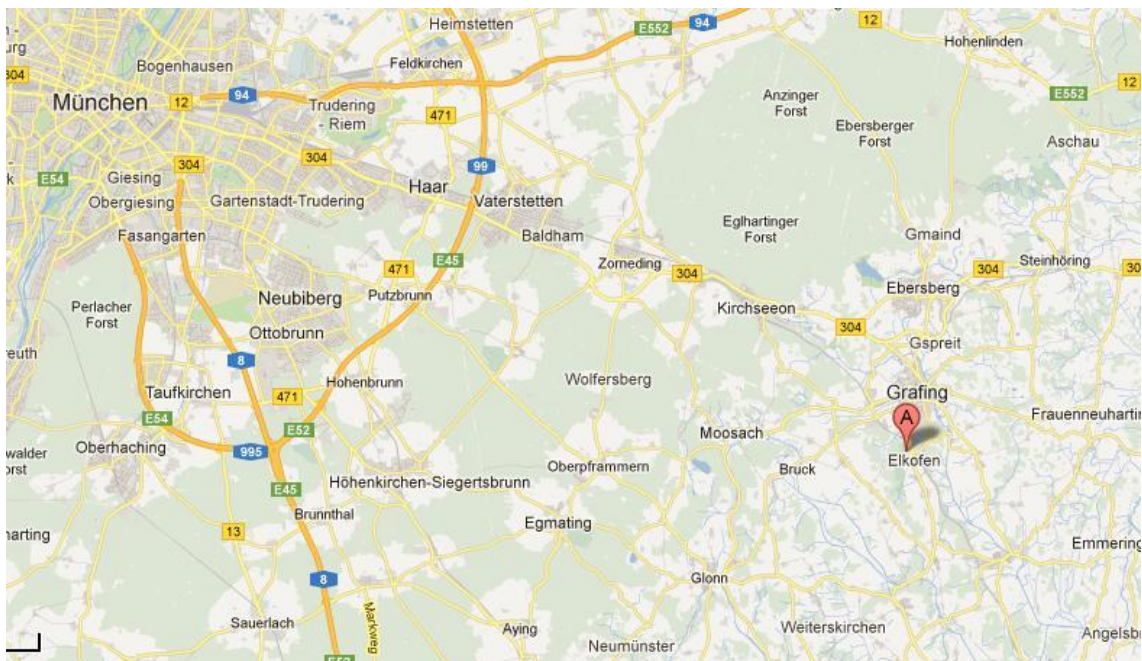 Heimstetten
94
E552
12
Hohenlinden
urg
Bogenhausen
Feldkirchen
304
München
12
94
Trudering
- Riem
471
Anzinger
Forst
E552
Ebersberger
Forst
Aschau
304
304
99
k
E54
Giesing
Haar
Obergiesing
Gartenstadt-Trudering
Vaterstetten
Fasangarten
Baldham
Eglhartinger
Forst
Gmaind
E45
471
Zorneding
304
304
Steinhöring
30
Neubiberg
Putzbrunn
Ebersberg
Perlacher
Forst
Kirchseeon
Ottobrunn
304
Gspreit
reuth
8
Hohenbrunn
Wolfersberg
Taufkirchen
471
Grafing
E54
E52
A
Frauenneuhartin
Oberhaching
995
Moosach
walder
orst
Oberpframmern
Bruck
Elkofen
E45
Höhenkirchen-Siegertsbrunn
Brunnthal
Egmating
13
harting
Emmering
8
Glonn
Markweg
Sauerlach
Aying
Weiterskirchen
Angelsb
Neumünster